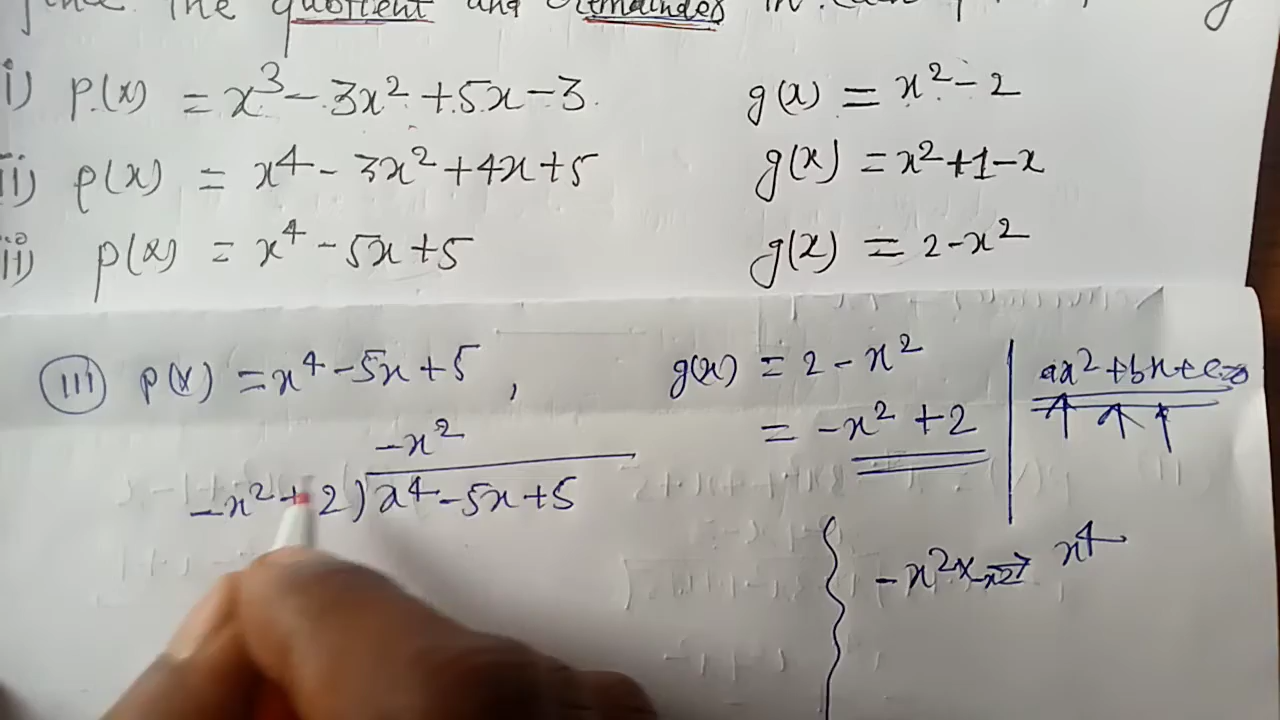 the quotient and remainder in
i) p(x) = x³ - 3x² + 5x - 3 g(x) = x² - 2
ii) p(x) = x⁴ - 3x² + 4x + 5 g(x) = x² + 1 - x
iii) p(x) = x⁴ - 5x + 5 g(x) = 2 - x²
III p(x) = x⁴ - 5x + 5 , g(x) = 2 - x² ax² + bx + c = 0
= -x² + 2
-x²
-x² + 2) x⁴ - 5x + 5
-x² × -x² ⇒ x⁴